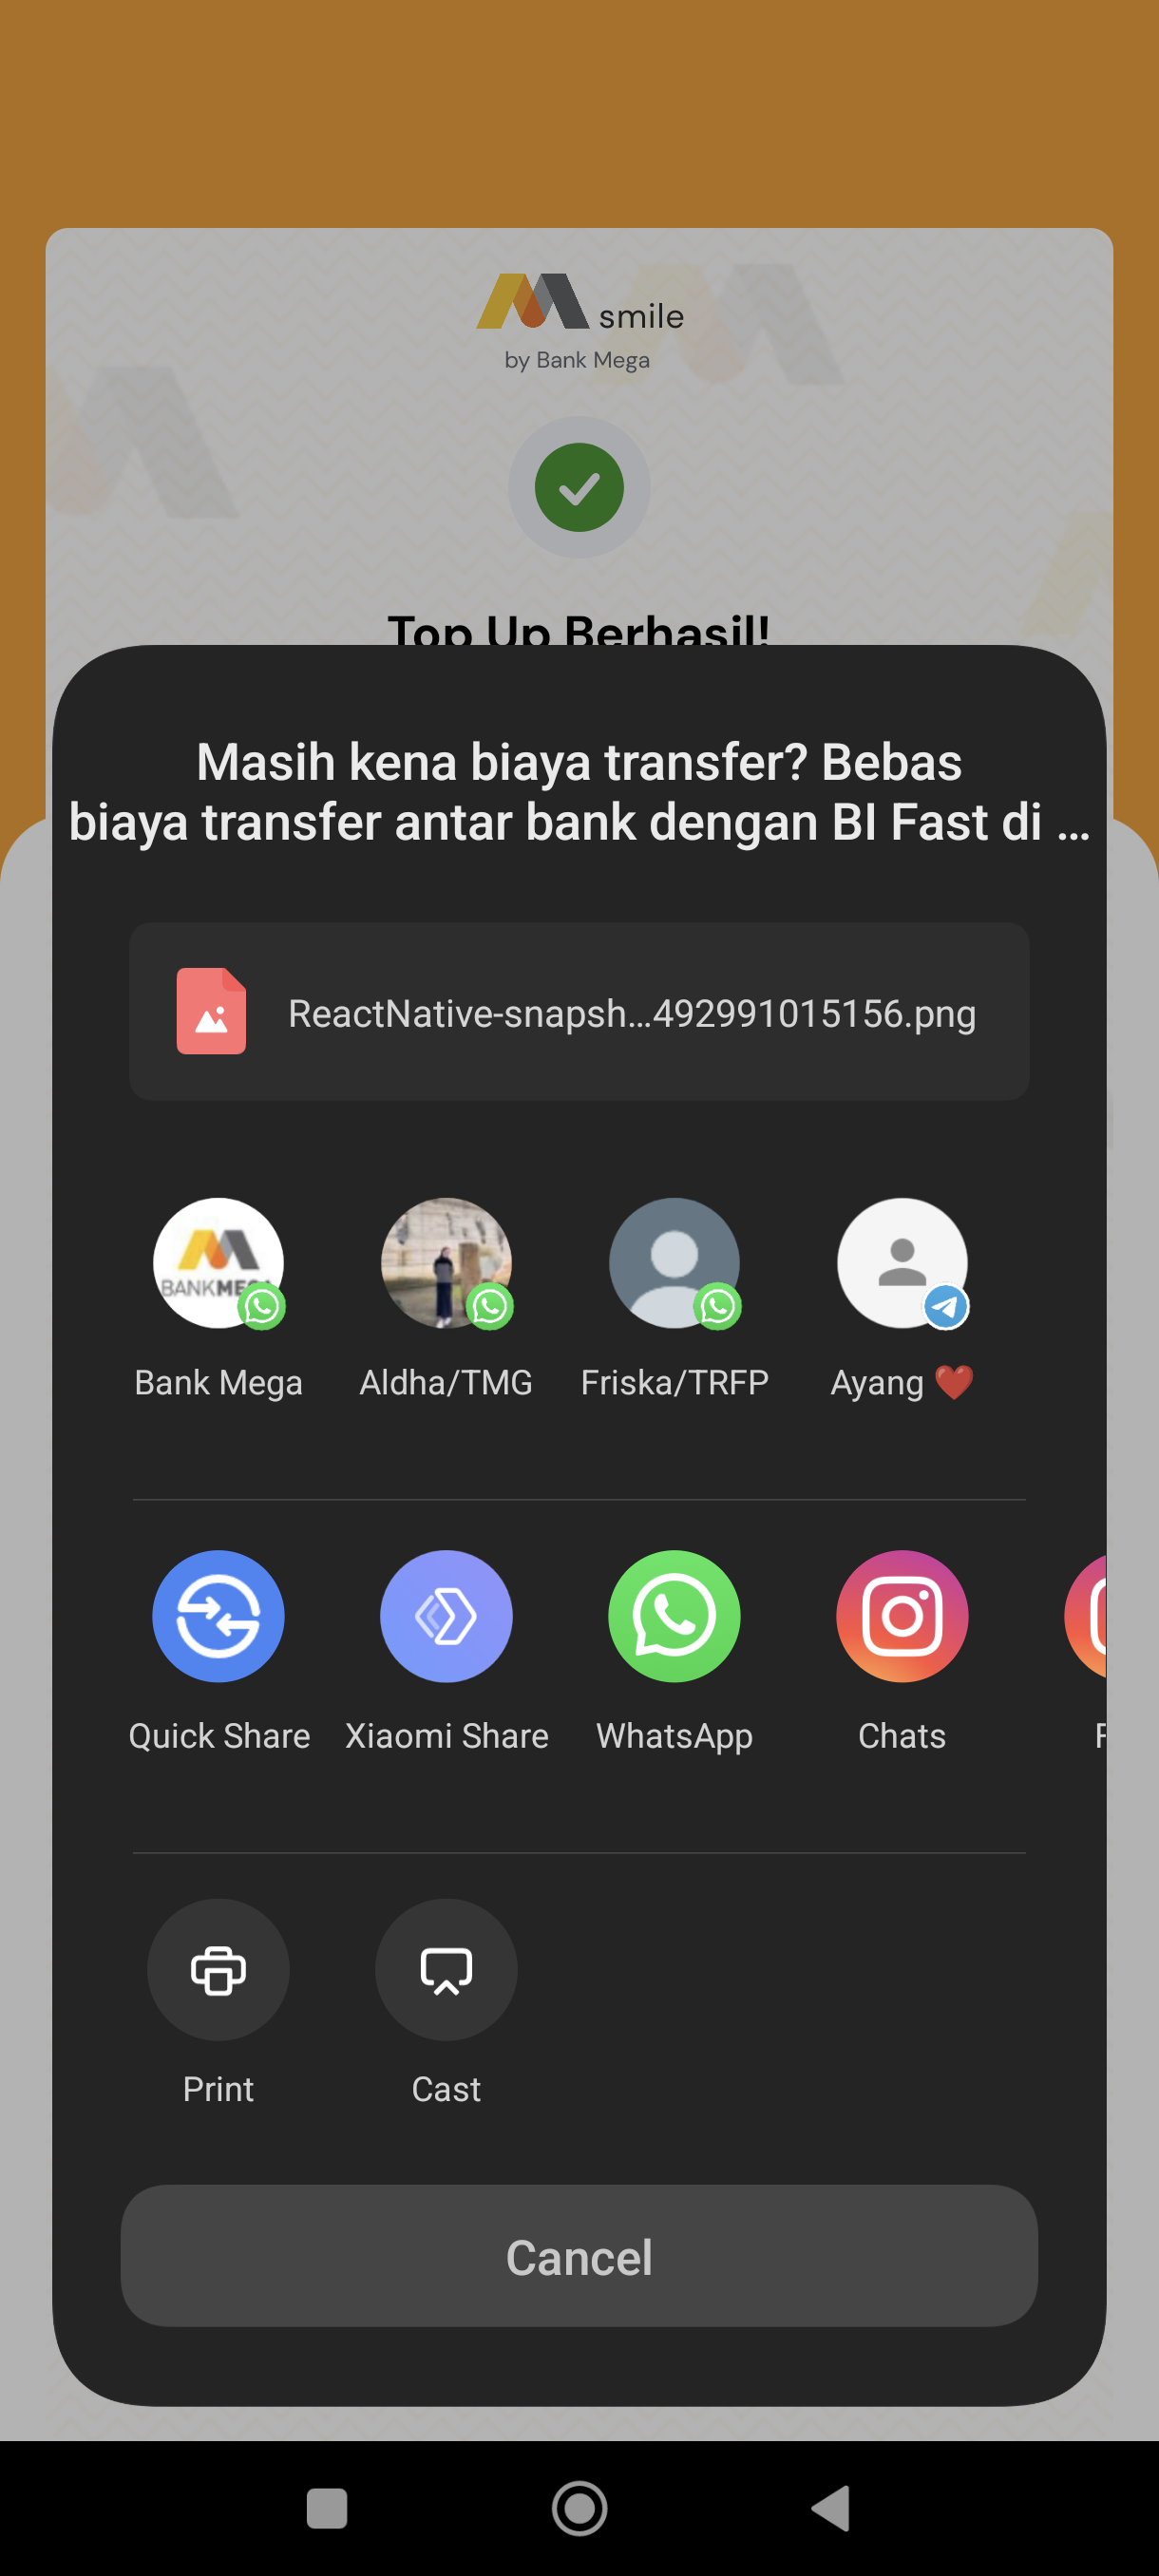 smile
by Bank Mega
Top Up Berhasil!
Masih kena biaya transfer? Bebas
biaya transfer antar bank dengan BI Fast di ...
ReactNative-snapsh...492991015156.png
BANKMEGA
Bank Mega
Aldha/TMG
Friska/TRFP
Ayang ❤️
Quick Share
Xiaomi Share
WhatsApp
Chats
Print
Cast
Cancel